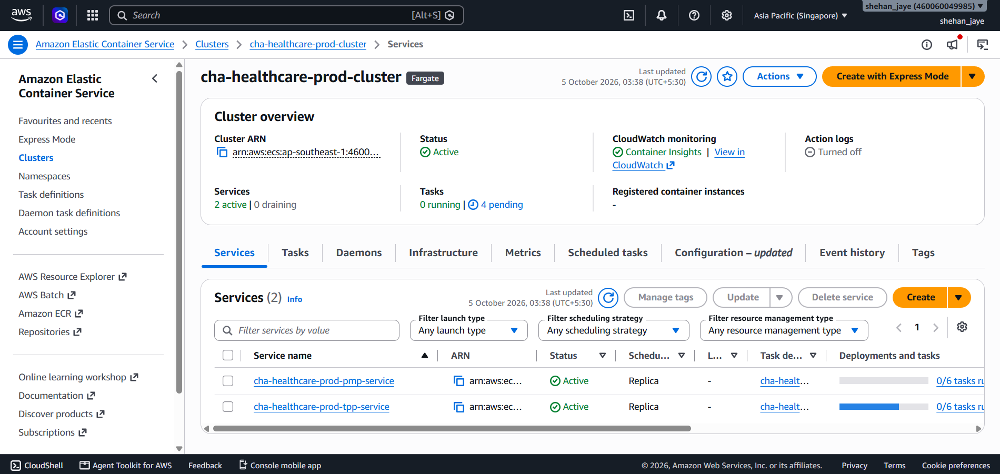 aws
Search [Alt+S]
Asia Pacific (Singapore)
shehan_jaye (460060049985)
shehan_jaye
Amazon Elastic Container Service
Clusters
cha-healthcare-prod-cluster
Services
Amazon Elastic
Container Service
Favourites and recents
Express Mode
Clusters
Namespaces
Task definitions
Daemon task definitions
Account settings
AWS Resource Explorer
AWS Batch
Amazon ECR
Repositories
Online learning workshop
Documentation
Discover products
Subscriptions
cha-healthcare-prod-cluster Fargate
Last updated
5 October 2026, 03:38 (UTC+5:30)
Actions
Create with Express Mode
Cluster overview
Cluster ARN
arn:aws:ecs:ap-southeast-1:4600...
Status
Active
CloudWatch monitoring
Container Insights | View in
CloudWatch
Action logs
Turned off
Services
2 active | 0 draining
Tasks
0 running | 4 pending
Registered container instances
-
Services Tasks Daemons Infrastructure Metrics Scheduled tasks Configuration – updated Event history Tags
Services (2) Info
Last updated
5 October 2026, 03:38 (UTC+5:30)
Manage tags
Update
Delete service
Create
Filter services by value
Filter launch type
Any launch type
Filter scheduling strategy
Any scheduling strategy
Filter resource management type
Any resource management type
1
Service name ARN Status Schedu... L... Task de... Deployments and tasks
cha-healthcare-prod-pmp-service arn:aws:ec... Active Replica - cha-healt... 0/6 tasks ru
cha-healthcare-prod-tpp-service arn:aws:ec... Active Replica - cha-healt... 0/6 tasks ru
CloudShell Agent Toolkit for AWS Feedback Console mobile app © 2026, Amazon Web Services, Inc. or its affiliates. Privacy Terms Cookie preferences